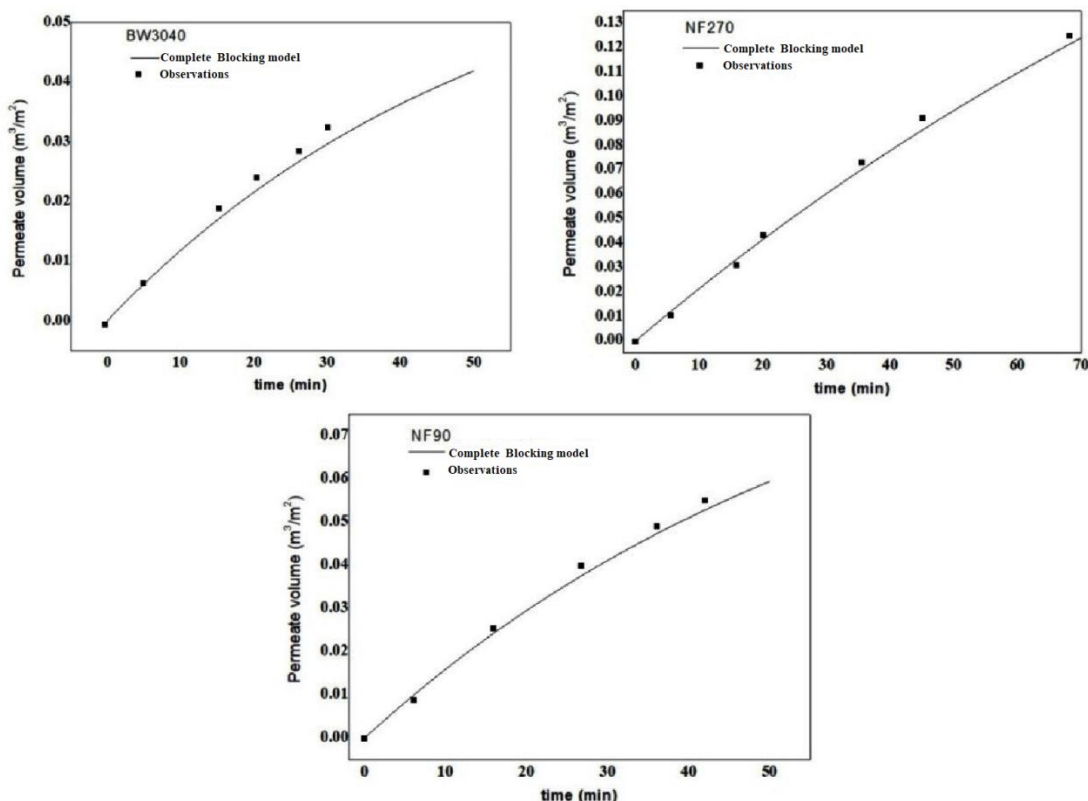 BW3040
Complete Blocking model
Observations
Permeate volume (m³/m²)
0.05
0.04
0.03
0.02
0.01
0.00
0 10 20 30 40 50
time (min)
NF270
Complete Blocking model
Observations
Permeate volume (m³/m²)
0.13
0.12
0.11
0.10
0.09
0.08
0.07
0.06
0.05
0.04
0.03
0.02
0.01
0.00
0 10 20 30 40 50 60 70
time (min)
NF90
Complete Blocking model
Observations
Permeate volume (m³/m²)
0.07
0.06
0.05
0.04
0.03
0.02
0.01
0.00
0 10 20 30 40 50
time (min)